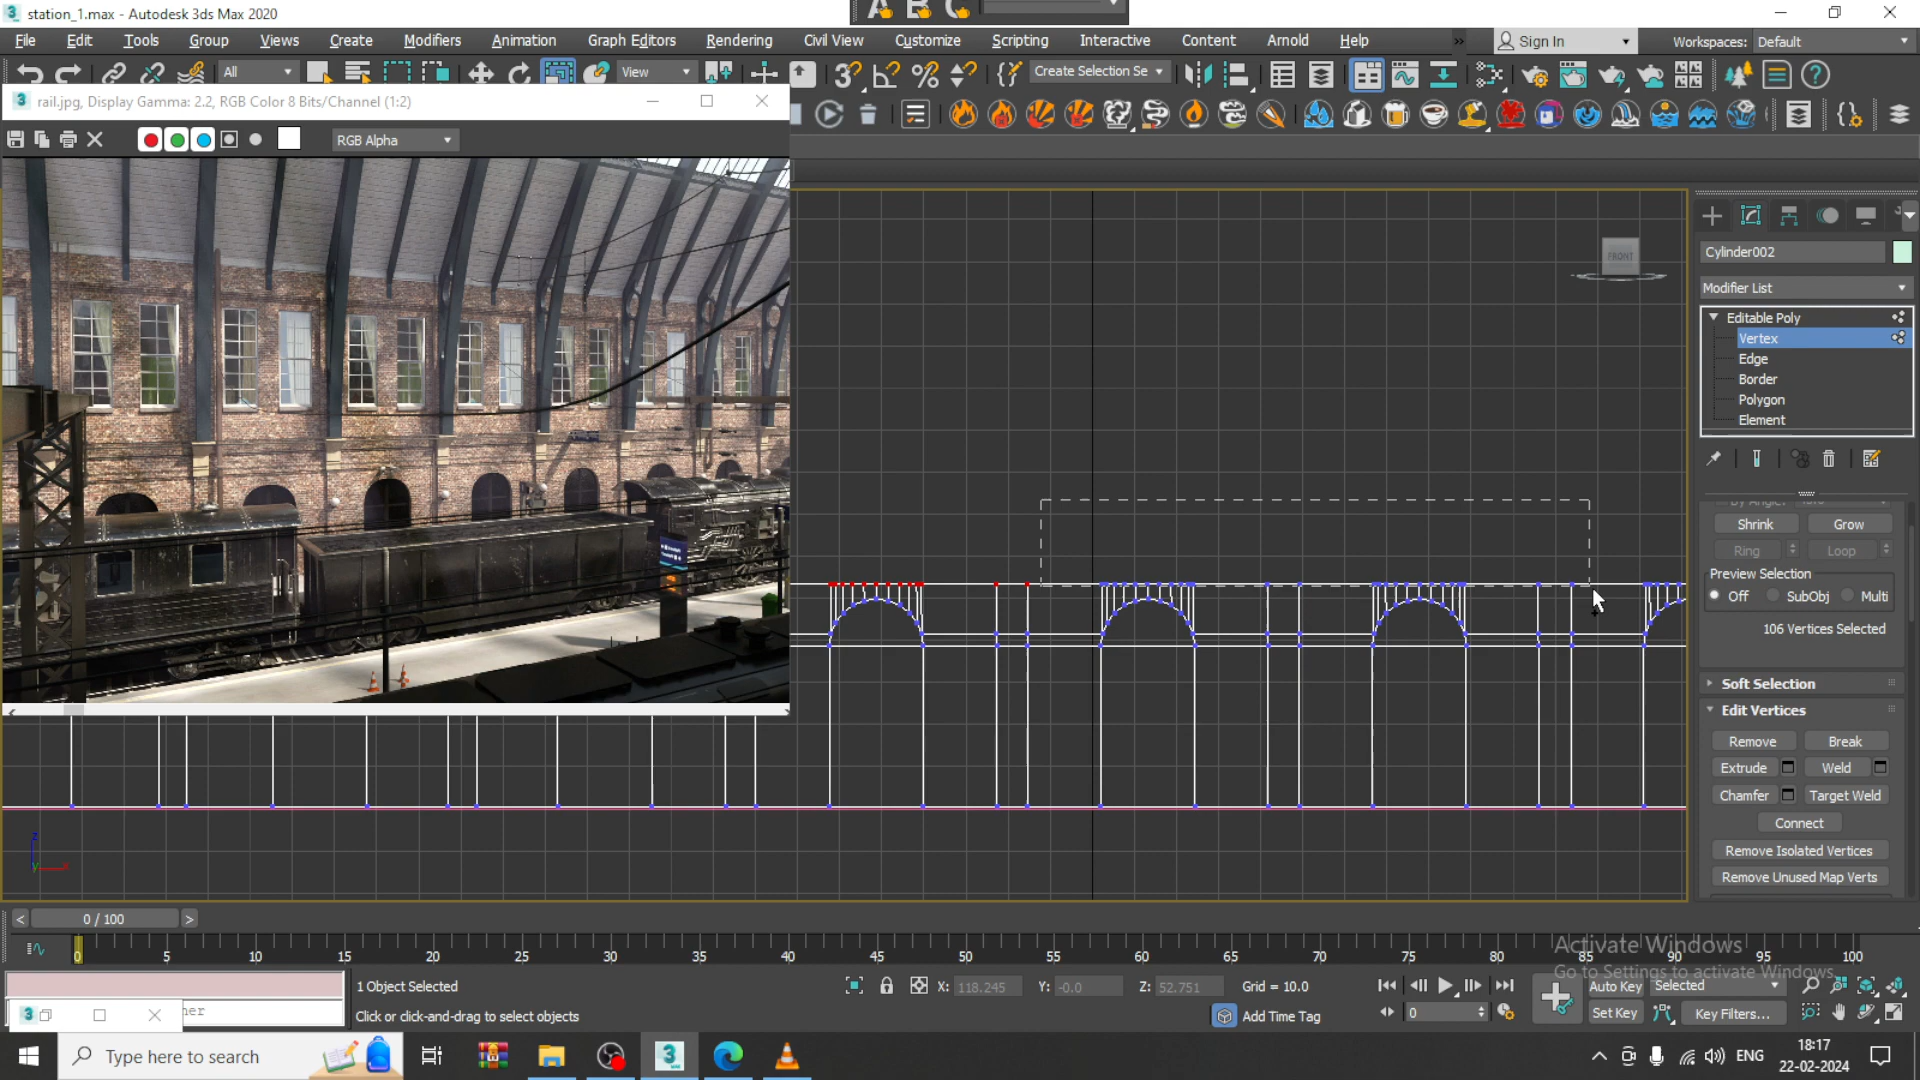 station_1.max - Autodesk 3ds Max 2020
File Edit Tools Group Views Create Modifiers Animation Graph Editors Rendering Civil View Customize Scripting Interactive Content Arnold Help
Sign In
Workspaces: Default
All
View
Create Selection Se
rail.jpg, Display Gamma: 2.2, RGB Color 8 Bits/Channel (1:2)
RGB Alpha
FRONT
Cylinder002
Modifier List
Editable Poly
Vertex
Edge
Border
Polygon
Element
Shrink Grow
Ring Loop
Preview Selection
Off SubObj Multi
106 Vertices Selected
Soft Selection
Edit Vertices
Remove Break
Extrude Weld
Chamfer Target Weld
Connect
Remove Isolated Vertices
Remove Unused Map Verts
z
x
y
< 0 / 100 >
0 5 10 15 20 25 30 35 40 45 50 55 60 65 70 75 80 85 90 95 100
Activate Windows
Go to Settings to activate Windows.
1 Object Selected
X: 118.245 Y: -0.0 Z: 52.751 Grid = 10.0
Auto Key Selected
Click or click-and-drag to select objects
Add Time Tag
0
Set Key Key Filters...
Type here to search
ENG
18:17
22-02-2024